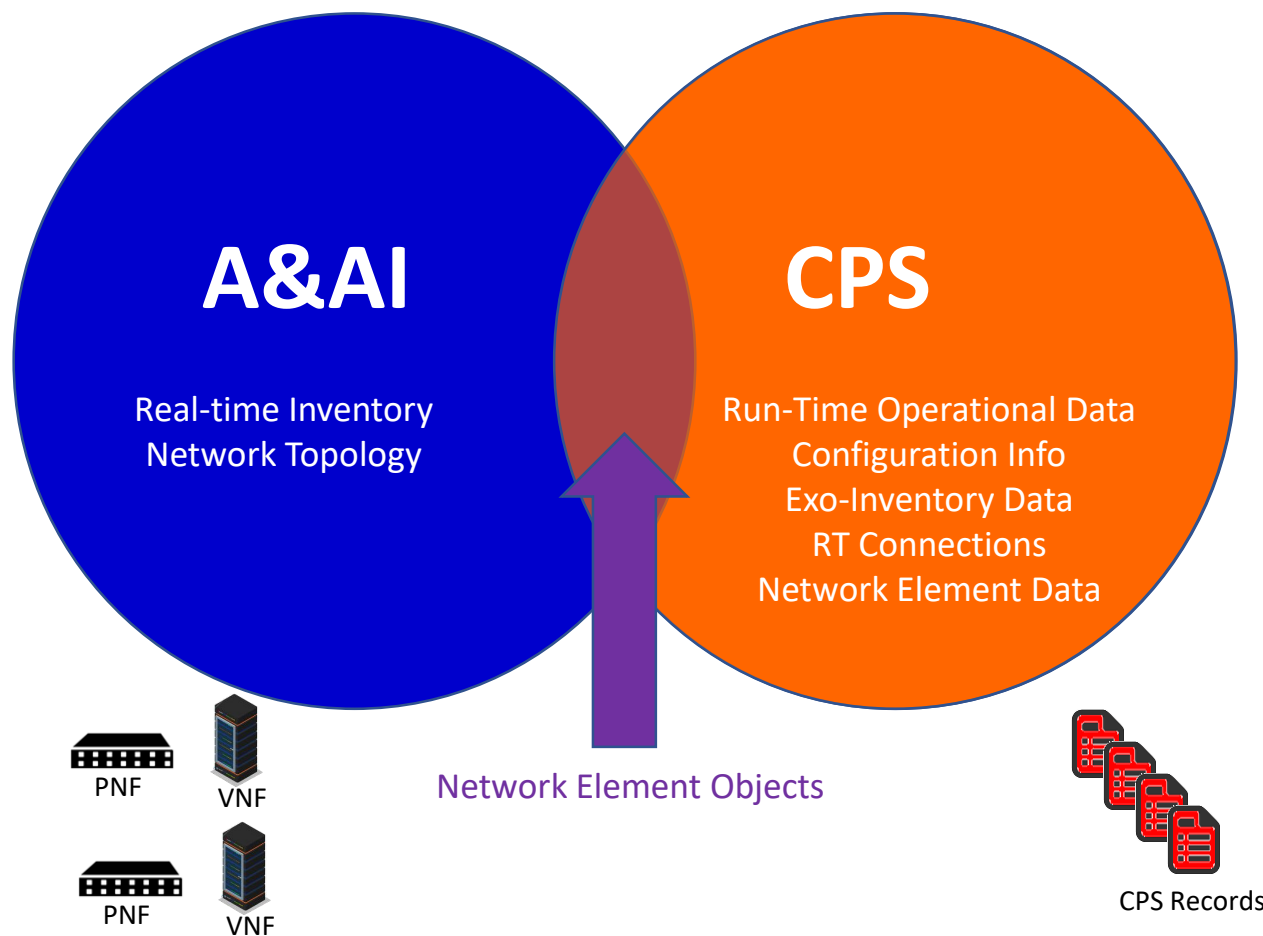 A&AI
Real-time Inventory
Network Topology
CPS
Run-Time Operational Data
Configuration Info
Exo-Inventory Data
RT Connections
Network Element Data
Network Element Objects
PNF
VNF
PNF
VNF
CPS Records